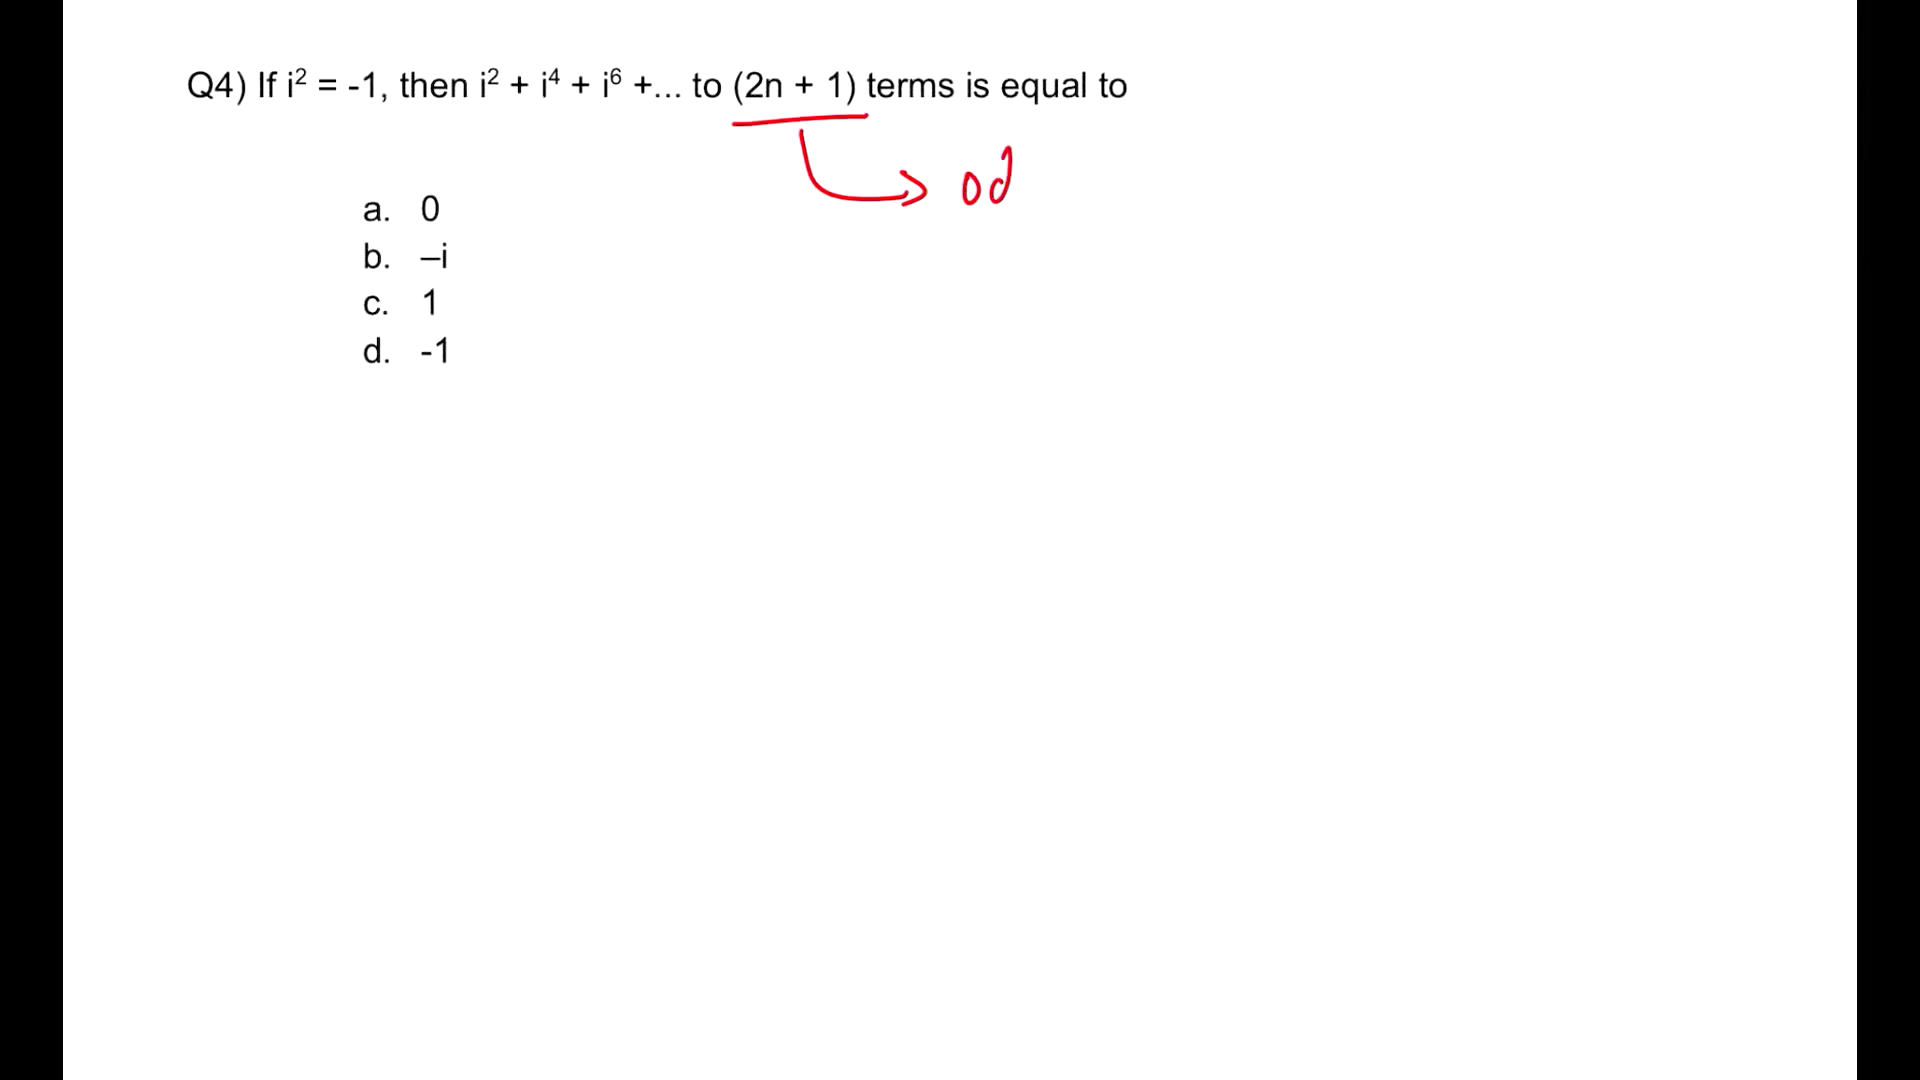 Q4) If i² = -1, then i² + i⁴ + i⁶ +... to (2n + 1) terms is equal to
od
a. 0
b. –i
c. 1
d. -1